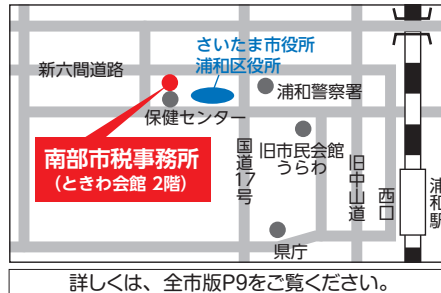 さいたま市役所
浦和区役所
新六間道路
浦和警察署
保健センター
南部市税事務所
(ときわ会館 2階)
国道17号
旧市民会館
うらわ
旧中山道
西口
浦和駅
県庁
詳しくは、全市版P9をご覧ください。